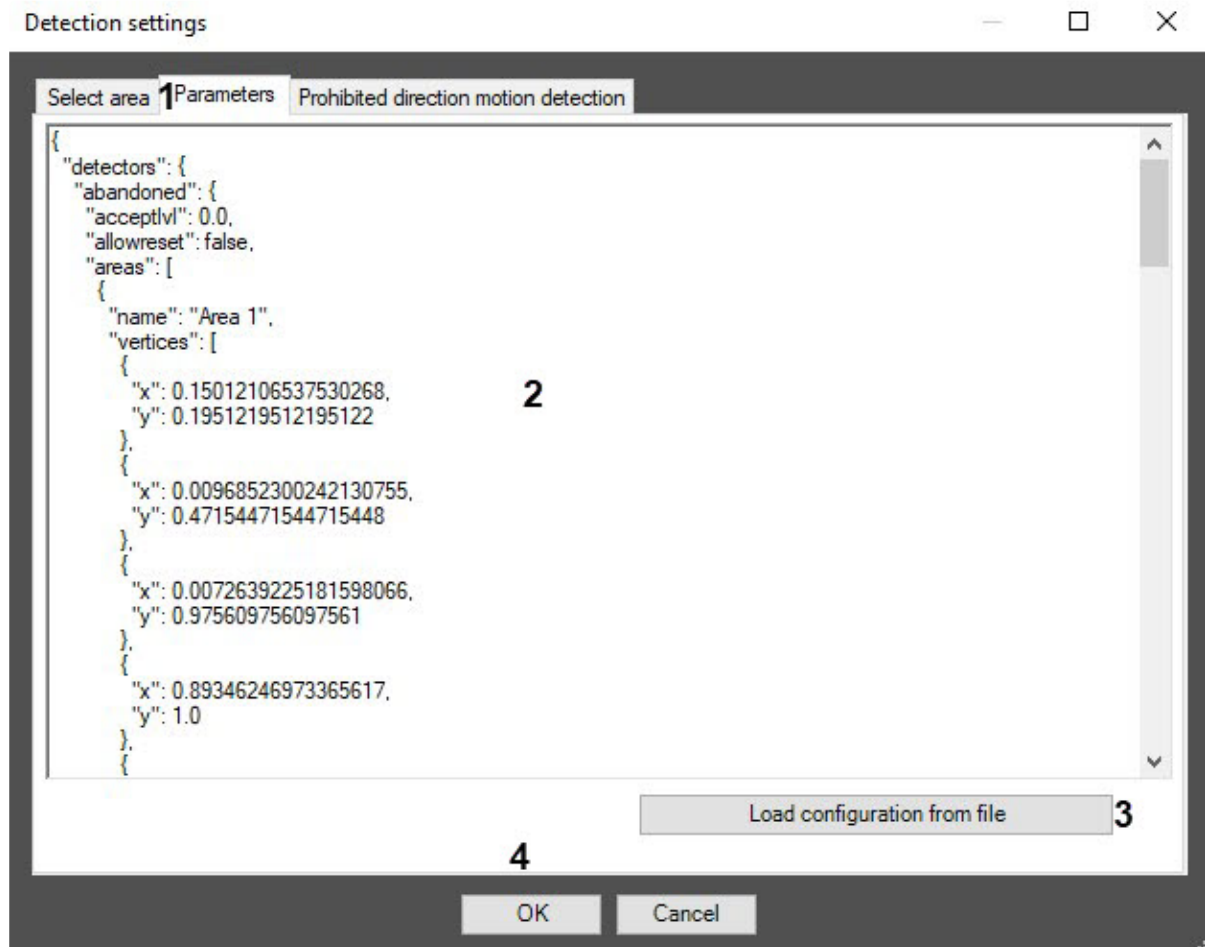 Detection settings
Select area 1 Parameters Prohibited direction motion detection
{
"detectors": {
"abandoned": {
"acceptlvl": 0.0,
"allowreset": false,
"areas": [
{
"name": "Area 1",
"vertices": [
{
"x": 0.15012106537530268,
"y": 0.1951219512195122
},
{
"x": 0.0096852300242130755,
"y": 0.47154471544715448
},
{
"x": 0.0072639225181598066,
"y": 0.975609756097561
},
{
"x": 0.89346246973365617,
"y": 1.0
},
{
2
Load configuration from file 3
4
OK Cancel